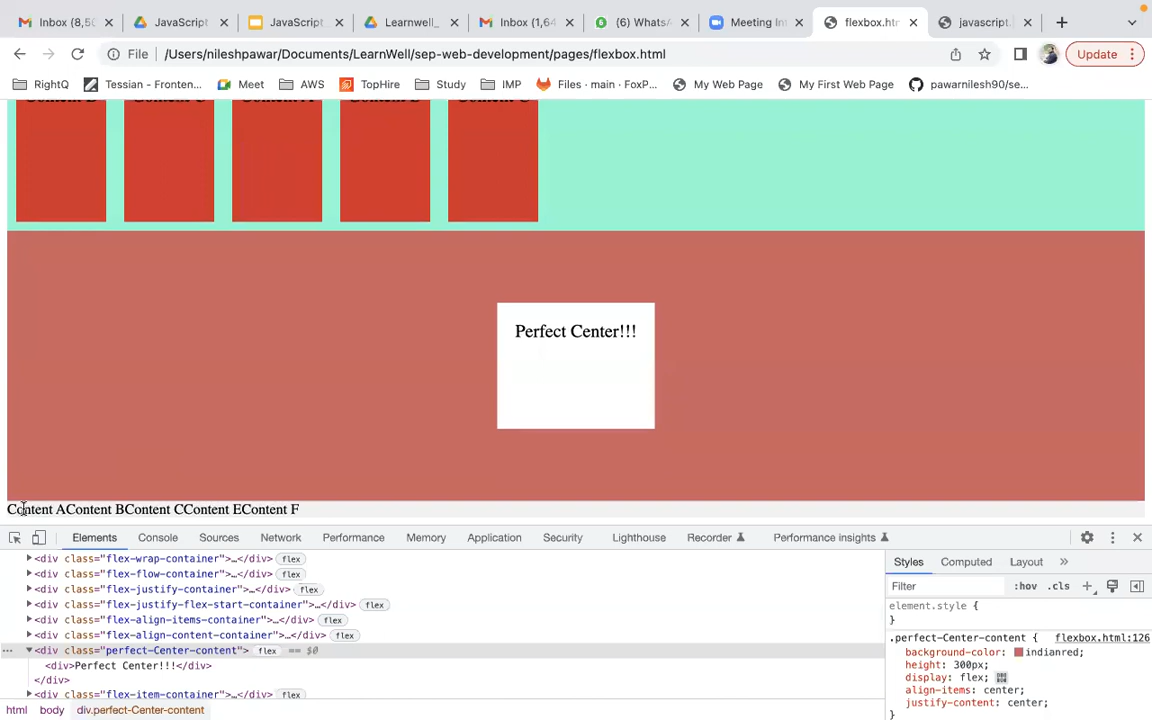 Inbox (8,50
JavaScript
JavaScript
Learnwell_
Inbox (1,64
6
(6) Whats
Meeting In
flexbox.htm
javascript.
File
/Users/nileshpawar/Documents/LearnWell/sep-web-development/pages/flexbox.html
Update
RightQ
Tessian - Fronten...
Meet
AWS
TopHire
Study
IMP
Files · main · FoxP...
My Web Page
My First Web Page
pawarnilesh90/se...
Perfect Center!!!
Content AContent BContent CContent EContent F
Elements
Console
Sources
Network
Performance
Memory
Application
Security
Lighthouse
Recorder
Performance insights
<div class="flex-wrap-container">…</div> flex
<div class="flex-flow-container">…</div> flex
<div class="flex-justify-container">…</div> flex
<div class="flex-justify-flex-start-container">…</div> flex
<div class="flex-align-items-container">…</div> flex
<div class="flex-align-content-container">…</div> flex
<div class="perfect-Center-content"> flex == $0
<div>Perfect Center!!!</div>
</div>
<div class="flex-item-container">…</div> flex
html body div.perfect-Center-content
Styles
Computed
Layout
Filter
:hov .cls
element.style {
}
.perfect-Center-content { flexbox.html:126
background-color: indianred;
height: 300px;
display: flex;
align-items: center;
justify-content: center;
}